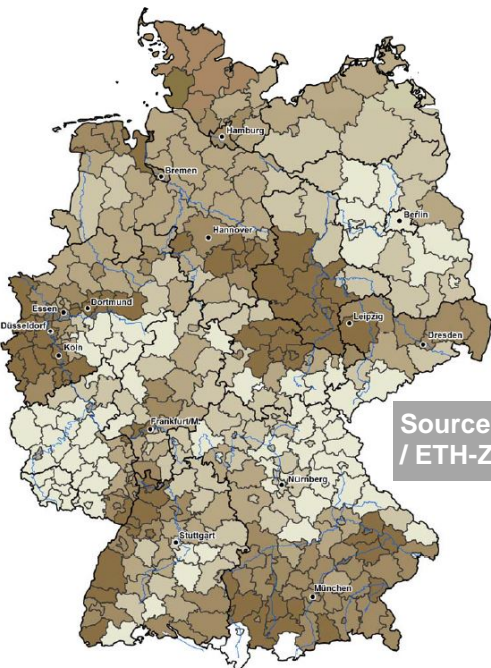 Hamburg
Bremen
Berlin
Hannover
Essen
Dortmund
Düsseldorf
Leipzig
Köln
Dresden
Frankfurt/M.
Source
/ ETH-Z
Nürnberg
Stuttgart
München